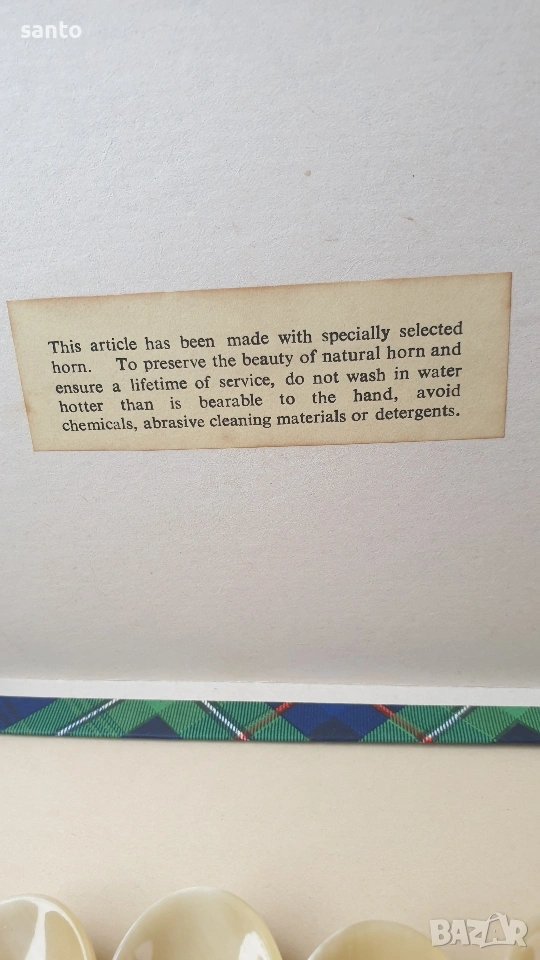 santo
This article has been made with specially selected
horn. To preserve the beauty of natural horn and
ensure a lifetime of service, do not wash in water
hotter than is bearable to the hand, avoid
chemicals, abrasive cleaning materials or detergents.
BAZAR